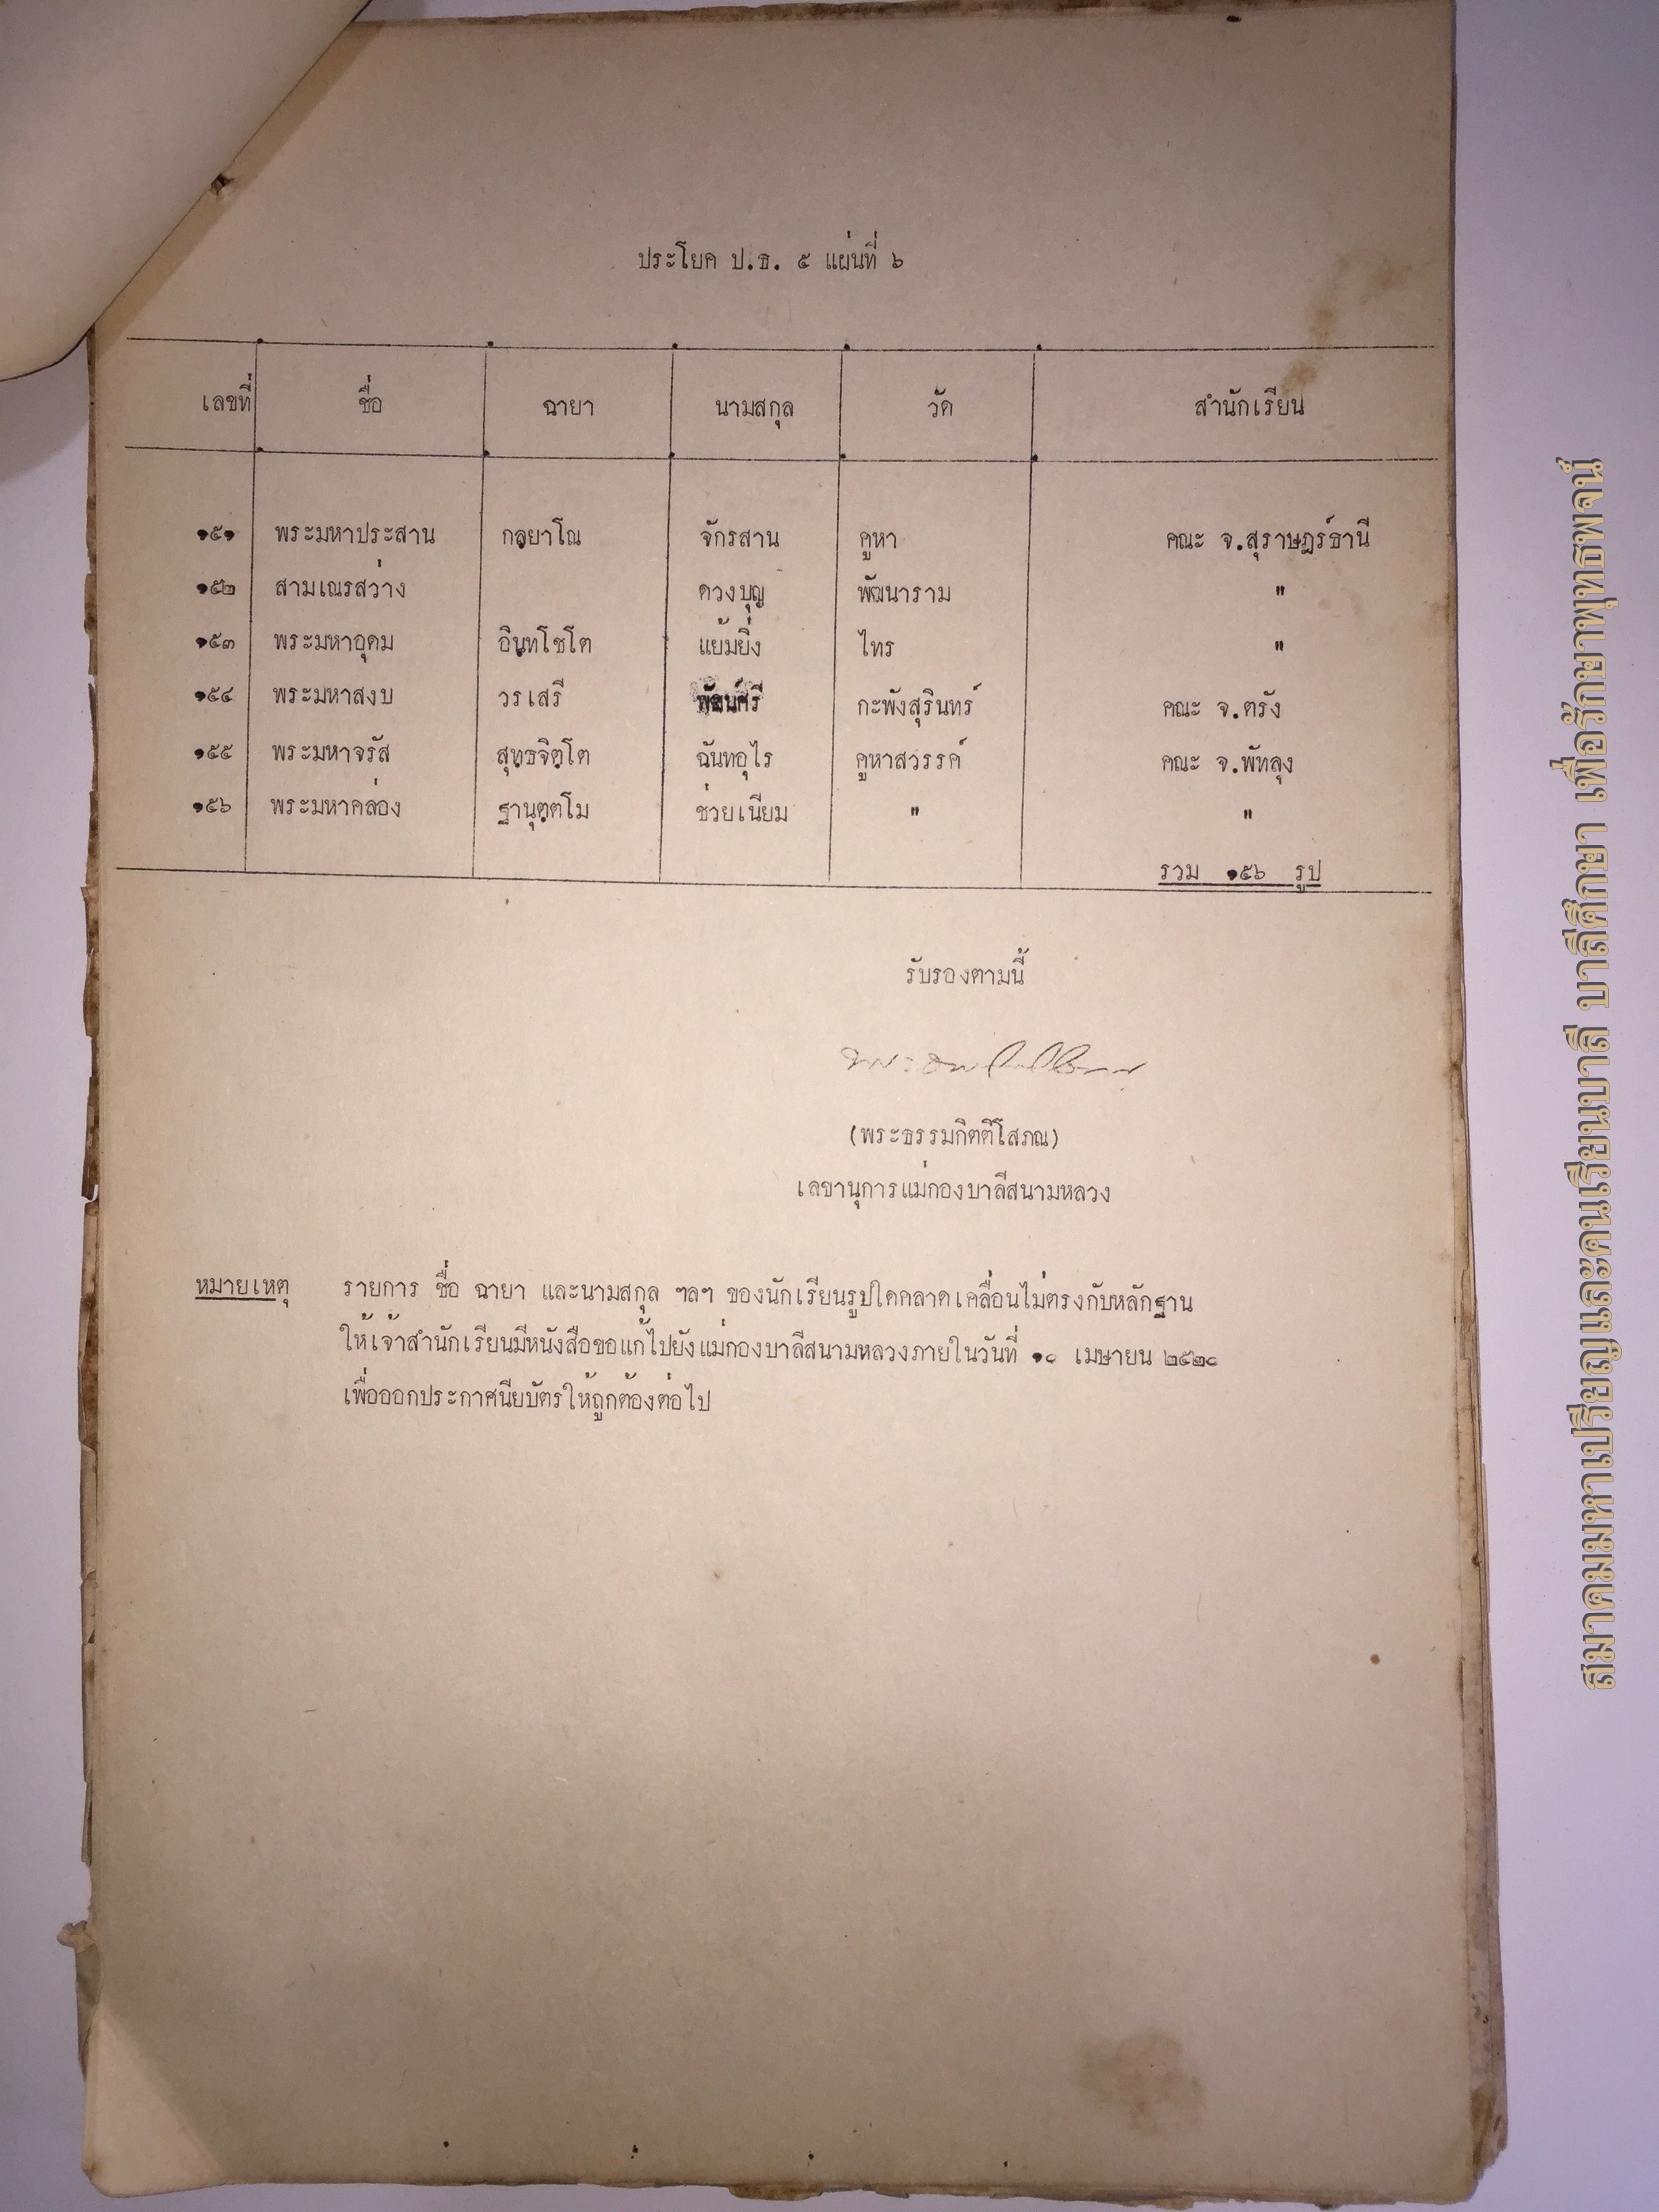 ประโยค ป.ธ. ๕ แผ่นที่ ๖
เลขที่ ชื่อ ฉายา นามสกุล วัด สำนักเรียน
๑๕๑ พระมหาประสาน กลฺยาโณ จักรสาน คูหา คณะ จ.สุราษฎร์ธานี
๑๕๒ สามเณรสว่าง ดวงบุญ พัฒนาราม "
๑๕๓ พระมหาอุดม อินฺทโชโต แย้มยิ่ง ไทร "
๑๕๔ พระมหาสงบ วรเสรี กะพังสุรินทร์ คณะ จ.ตรัง
๑๕๕ พระมหาจรัส สุทฺธจิตฺโต ฉันทอุไร คูหาสวรรค์ คณะ จ.พัทลุง
๑๕๖ พระมหาคล่อง ฐานุตฺตโม ช่วยเนียม " "
รวม ๑๕๖ รูป
รับรองตามนี้
(พระธรรมกิตติโสภณ)
เลขานุการแม่กองบาลีสนามหลวง
หมายเหตุ รายการ ชื่อ ฉายา และนามสกุล ฯลฯ ของนักเรียนรูปใดคลาดเคลื่อนไม่ตรงกับหลักฐาน
ให้เจ้าสำนักเรียนมีหนังสือขอแก้ไปยังแม่กองบาลีสนามหลวงภายในวันที่ ๑๐ เมษายน ๒๕๒๐
เพื่อออกประกาศนียบัตรให้ถูกต้องต่อไป
สมาคมมหาเปรียญและคนเรียนบาลี บาลีศึกษา เพื่อรักษาพุทธพจน์